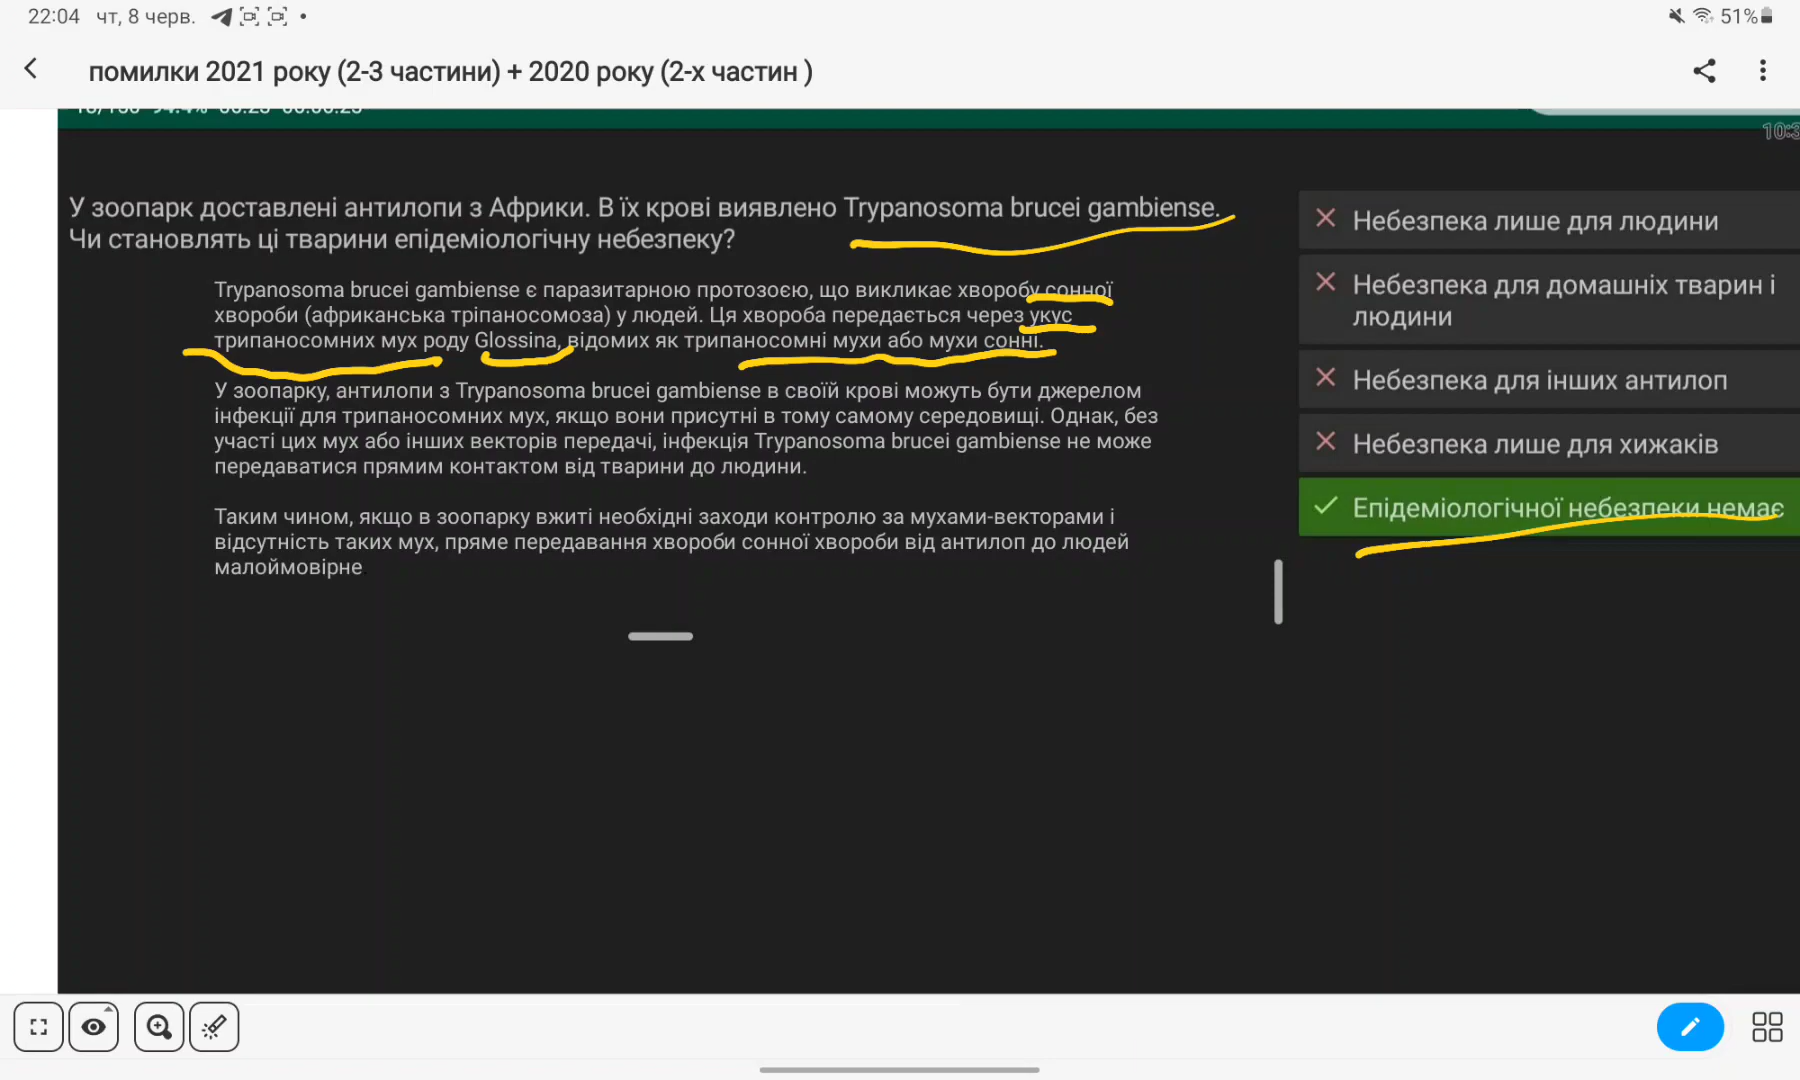 22:04 чт, 8 черв.
51%
помилки 2021 року (2-3 частини) + 2020 року (2-х частин )
У зоопарк доставлені антилопи з Африки. В їх крові виявлено Trypanosoma brucei gambiense.
Чи становлять ці тварини епідеміологічну небезпеку?
Trypanosoma brucei gambiense є паразитарною протозоєю, що викликає хворобу сонної
хвороби (африканська тріпаносомоза) у людей. Ця хвороба передається через укус
трипаносомних мух роду Glossina, відомих як трипаносомні мухи або мухи сонні.
У зоопарку, антилопи з Trypanosoma brucei gambiense в своїй крові можуть бути джерелом
інфекції для трипаносомних мух, якщо вони присутні в тому самому середовищі. Однак, без
участі цих мух або інших векторів передачі, інфекція Trypanosoma brucei gambiense не може
передаватися прямим контактом від тварини до людини.
Таким чином, якщо в зоопарку вжиті необхідні заходи контролю за мухами-векторами і
відсутність таких мух, пряме передавання хвороби сонної хвороби від антилоп до людей
малоймовірне
Небезпека лише для людини
Небезпека для домашніх тварин і
людини
Небезпека для інших антилоп
Небезпека лише для хижаків
Епідеміологічної небезпеки немає